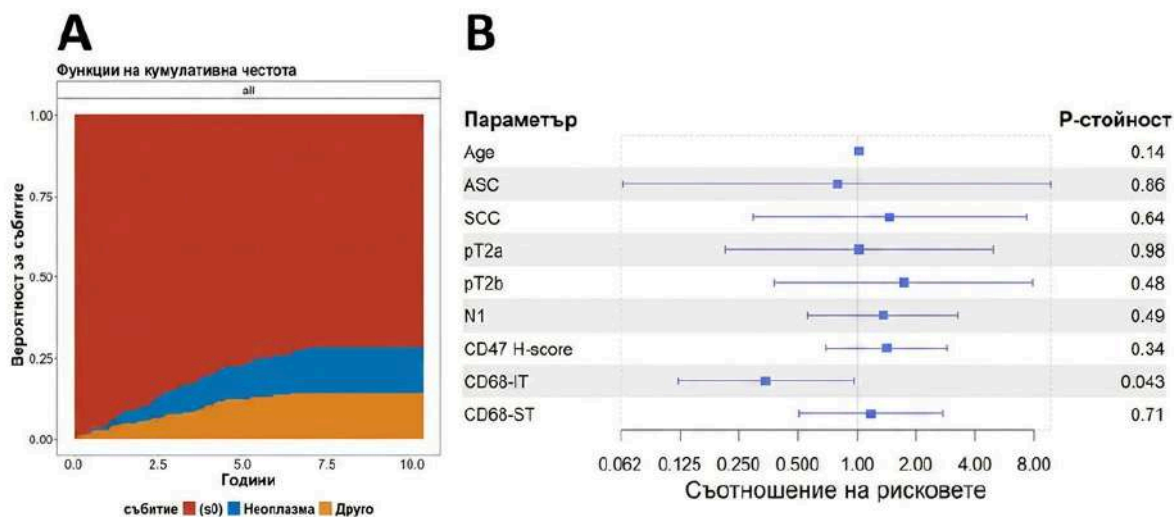 A
Функции на кумулативна честота
all
Вероятност за събитие
1.00
0.75
0.50
0.25
0.00
0.0 2.5 5.0 7.5 10.0
Години
събитие (s0) Неоплазма Друго
B
Параметър Р-стойност
Age 0.14
ASC 0.86
SCC 0.64
pT2a 0.98
pT2b 0.48
N1 0.49
CD47 H-score 0.34
CD68-IT 0.043
CD68-ST 0.71
0.062 0.125 0.250 0.500 1.00 2.00 4.00 8.00
Съотношение на рисковете